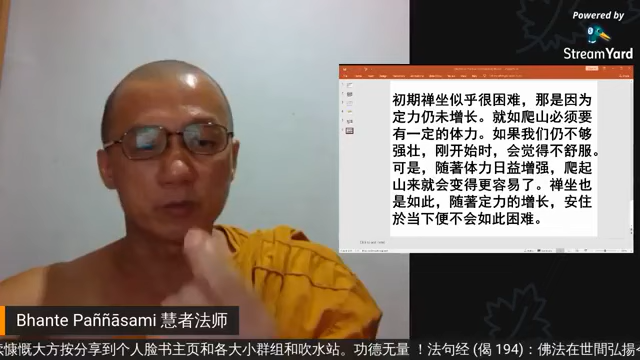 Powered by
StreamYard
初期禅坐似乎很困难，那是因为
定力仍未增长。就如爬山必须要
有一定的体力。如果我们仍不够
强壮，刚开始时，会觉得不舒服。
可是，随著体力日益增强，爬起
山来就会变得更容易了。禅坐也
是如此，随著定力的增长，安住
於当下便不会如此困难。
Bhante Paññāsami 慧者法师
慷慨大方按分享到个人脸书主页和各大小群组和吹水站。功德无量 ！法句经 (偈 194)：佛法在世間弘揚